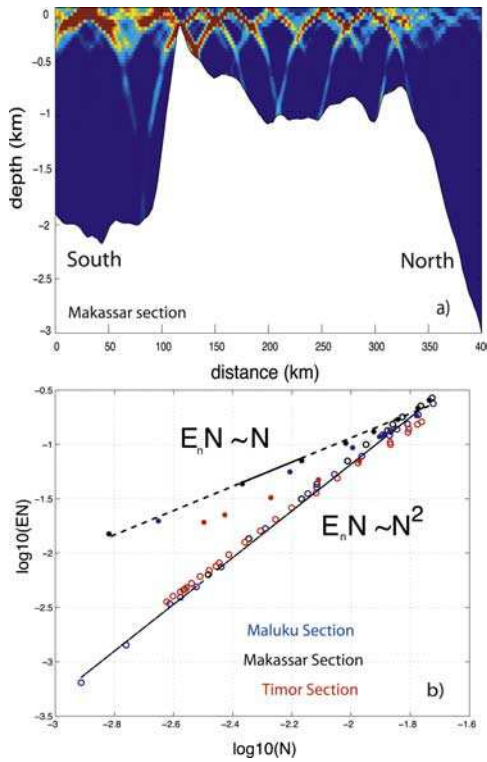 a)
0
-0.5
-1
-1.5
-2
-2.5
-3
depth (km)
South
North
Makassar section
b)
0 50 100 150 200 250 300 350 400
distance (km)
-0.5
-1
-1.5
-2
-2.5
-3
-3.5
log10(EN)
EnN ~N
EnN ~N2
Maluku Section
Makassar Section
Timor Section
b)
-3 -2.8 -2.6 -2.4 -2.2 -2 -1.8 -1.6
log10(N)